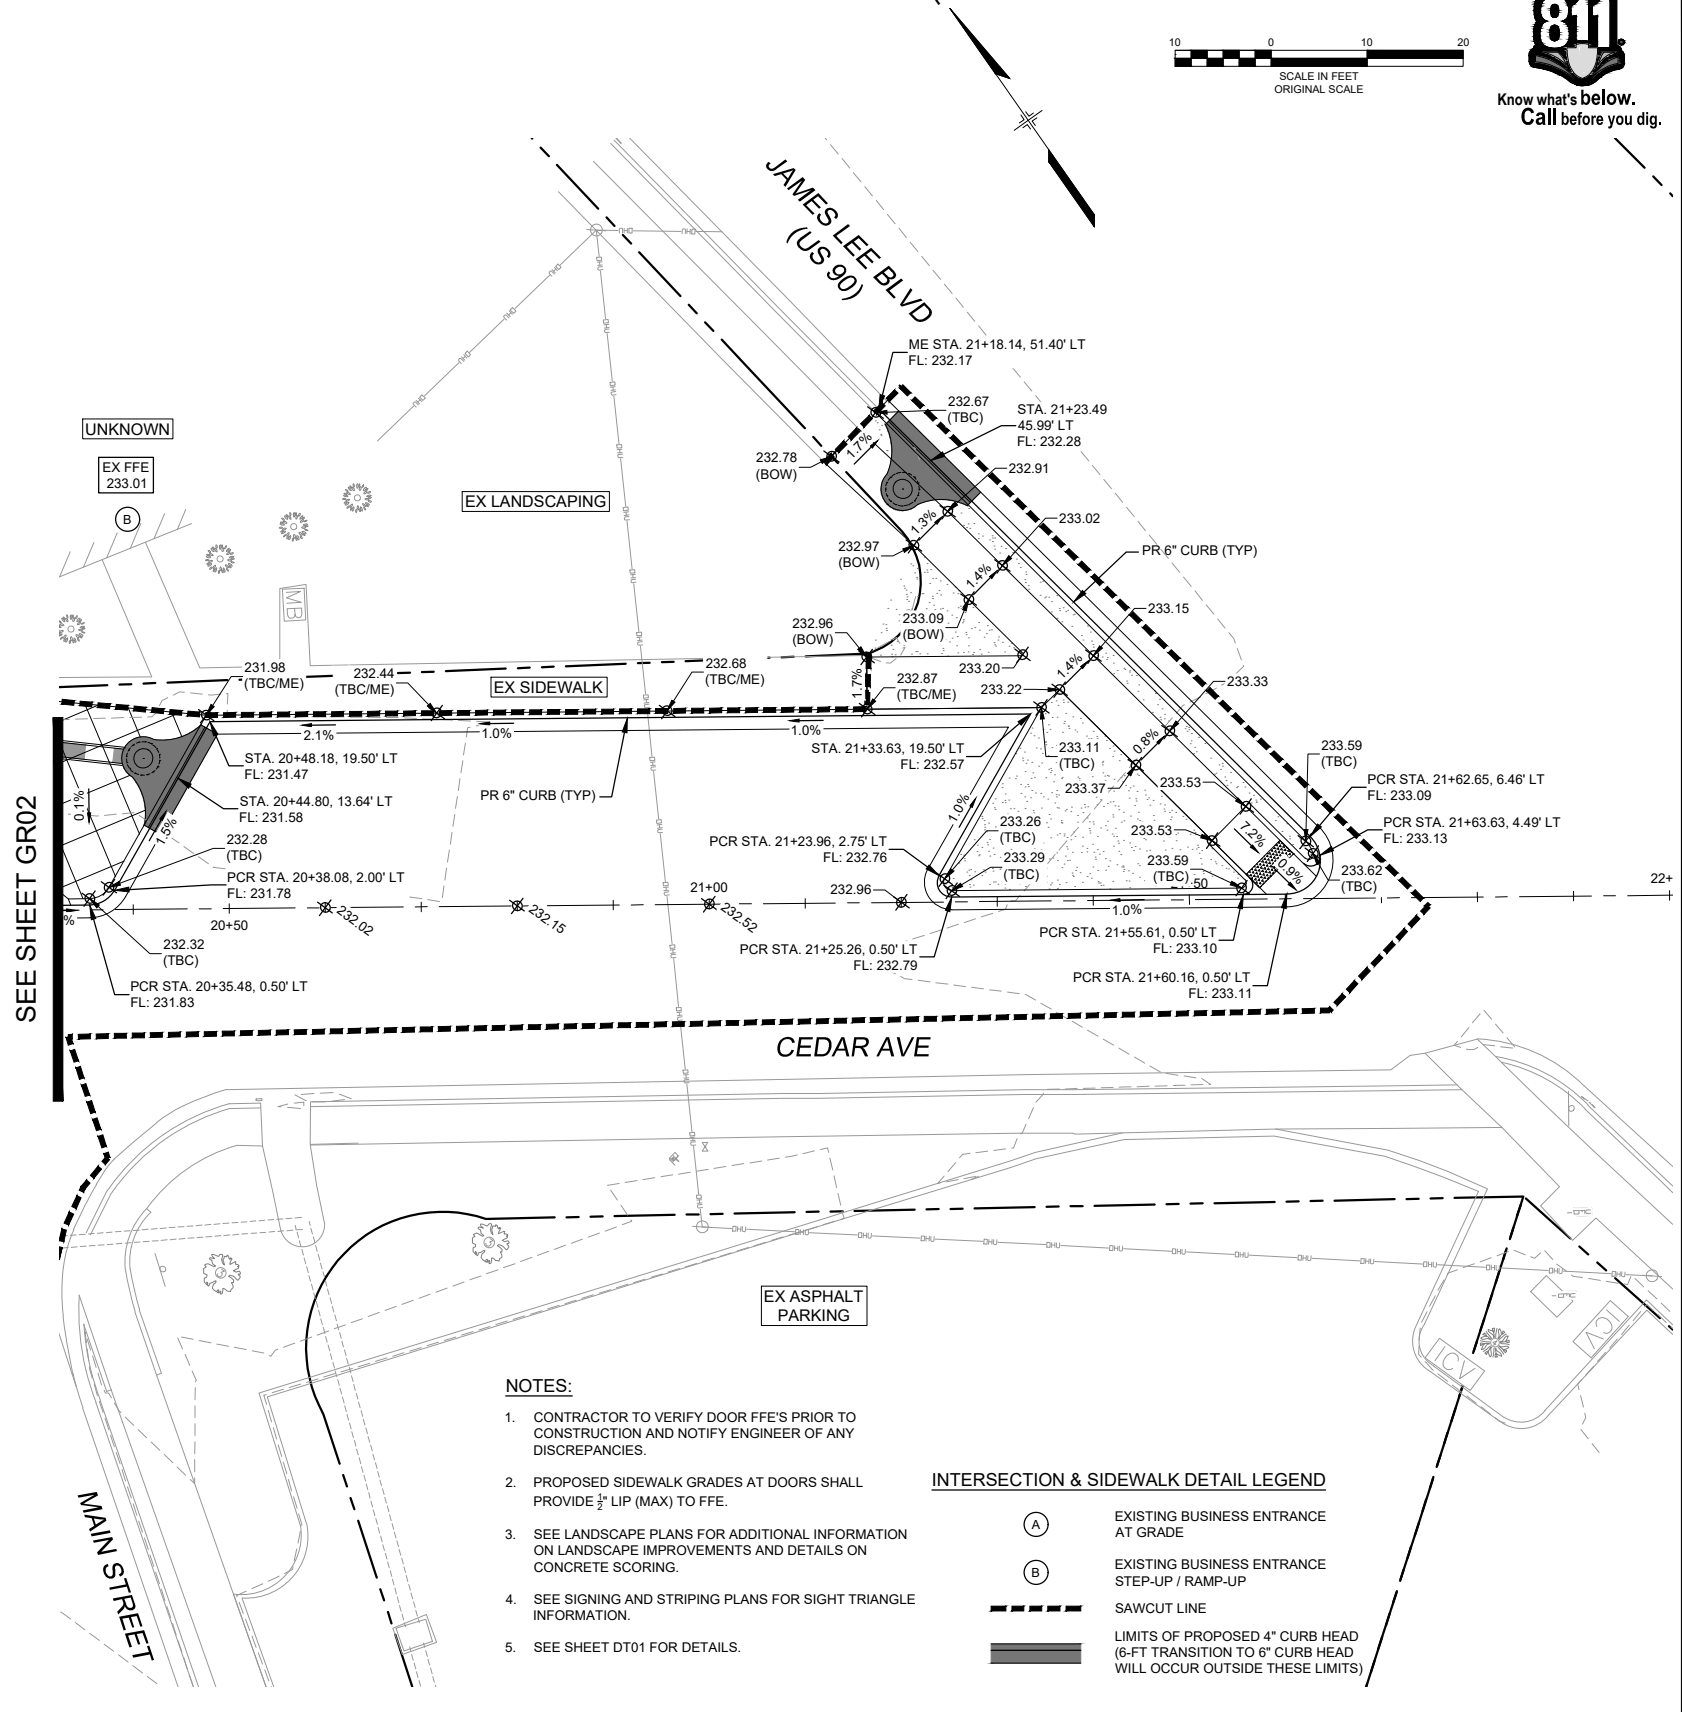 10 0 10 20
SCALE IN FEET
ORIGINAL SCALE
811
Know what's below.
Call before you dig.
JAMES LEE BLVD
(US 90)
ME STA. 21+18.14, 51.40' LT
FL: 232.17
232.67
(TBC)
STA. 21+23.49
45.99' LT
FL: 232.28
1.7%
232.78
(BOW)
232.91
UNKNOWN
EX FFE
233.01
B
EX LANDSCAPING
1.3%
233.02
232.97
(BOW)
PR 6" CURB (TYP)
1.4%
MB
233.09
(BOW)
233.15
232.96
(BOW)
231.98
(TBC/ME)
232.44
(TBC/ME)
232.68
(TBC/ME)
EX SIDEWALK
1.7%
232.87
(TBC/ME)
233.20
1.4%
233.22
233.33
2.1%
1.0%
1.0%
STA. 20+48.18, 19.50' LT
FL: 231.47
STA. 21+33.63, 19.50' LT
FL: 232.57
233.11
(TBC)
0.8%
233.37
233.59
(TBC)
233.53
PCR STA. 21+62.65, 6.46' LT
FL: 233.09
PR 6" CURB (TYP)
STA. 20+44.80, 13.64' LT
FL: 231.58
0.1%
1.5%
1.0%
SEE SHEET GR02
232.28
(TBC)
PCR STA. 21+23.96, 2.75' LT
FL: 232.76
233.26
(TBC)
233.53
7.2%
PCR STA. 21+63.63, 4.49' LT
FL: 233.13
PCR STA. 20+38.08, 2.00' LT
FL: 231.78
233.29
(TBC)
233.59
(TBC)
0.9%
233.62
(TBC)
50
22+
21+00
232.96
1.0%
%
20+50
232.02
232.15
232.52
232.32
(TBC)
PCR STA. 21+55.61, 0.50' LT
FL: 233.10
PCR STA. 21+25.26, 0.50' LT
FL: 232.79
PCR STA. 21+60.16, 0.50' LT
FL: 233.11
PCR STA. 20+35.48, 0.50' LT
FL: 231.83
CEDAR AVE
OHU
EX ASPHALT
PARKING
ICV
ICV
MAIN STREET
NOTES:
1. CONTRACTOR TO VERIFY DOOR FFE'S PRIOR TO
CONSTRUCTION AND NOTIFY ENGINEER OF ANY
DISCREPANCIES.
2. PROPOSED SIDEWALK GRADES AT DOORS SHALL
PROVIDE ½" LIP (MAX) TO FFE.
3. SEE LANDSCAPE PLANS FOR ADDITIONAL INFORMATION
ON LANDSCAPE IMPROVEMENTS AND DETAILS ON
CONCRETE SCORING.
4. SEE SIGNING AND STRIPING PLANS FOR SIGHT TRIANGLE
INFORMATION.
5. SEE SHEET DT01 FOR DETAILS.
INTERSECTION & SIDEWALK DETAIL LEGEND
A EXISTING BUSINESS ENTRANCE
AT GRADE
B EXISTING BUSINESS ENTRANCE
STEP-UP / RAMP-UP
SAWCUT LINE
LIMITS OF PROPOSED 4" CURB HEAD
(6-FT TRANSITION TO 6" CURB HEAD
WILL OCCUR OUTSIDE THESE LIMITS)